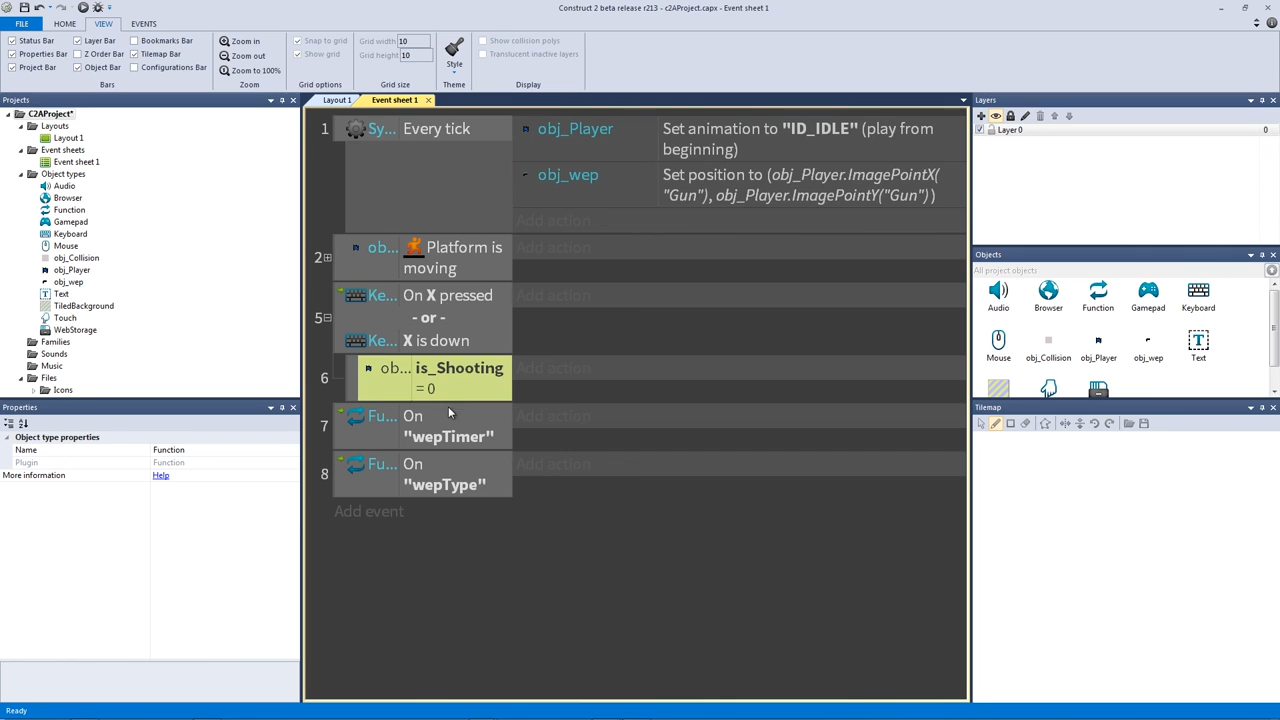 Construct 2 beta release r213 - c2AProject.capx - Event sheet 1
FILE HOME VIEW EVENTS
Status Bar Layer Bar Bookmarks Bar
Properties Bar Z Order Bar Tilemap Bar
Project Bar Object Bar Configurations Bar
Bars
Zoom in
Zoom out
Zoom to 100%
Zoom
Snap to grid
Show grid
Grid options
Grid width 10
Grid height 10
Grid size
Style
Theme
Show collision polys
Translucent inactive layers
Display
Projects
C2AProject*
Layouts
Layout 1
Event sheets
Event sheet 1
Object types
Audio
Browser
Function
Gamepad
Keyboard
Mouse
obj_Collision
obj_Player
obj_wep
Text
TiledBackground
Touch
WebStorage
Families
Sounds
Music
Files
Icons
Properties
Object type properties
Name Function
Plugin Function
More information Help
Layout 1 Event sheet 1
1 Sy... Every tick obj_Player Set animation to "ID_IDLE" (play from
beginning)
obj_wep Set position to (obj_Player.ImagePointX(
"Gun"), obj_Player.ImagePointY("Gun"))
Add action
2 ob... Platform is
moving
Add action
5 Ke... On X pressed
- or -
Ke... X is down
Add action
6 ob... is_Shooting
= 0
Add action
7 Fu... On
"wepTimer"
Add action
8 Fu... On
"wepType"
Add action
Add event
Layers
Layer 0 0
Objects
All project objects
Audio Browser Function Gamepad Keyboard
Mouse obj_Collision obj_Player obj_wep Text
Tilemap
Ready